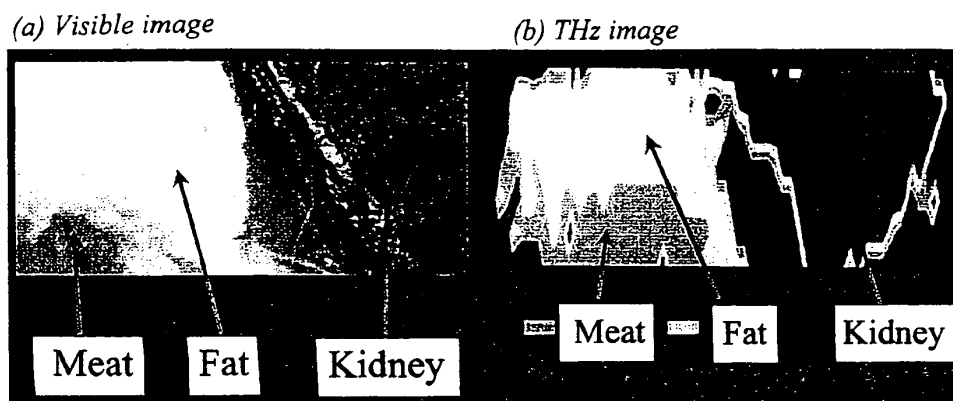 (a) Visible image
(b) THz image
Meat
Fat
Kidney
Meat
Fat
Kidney